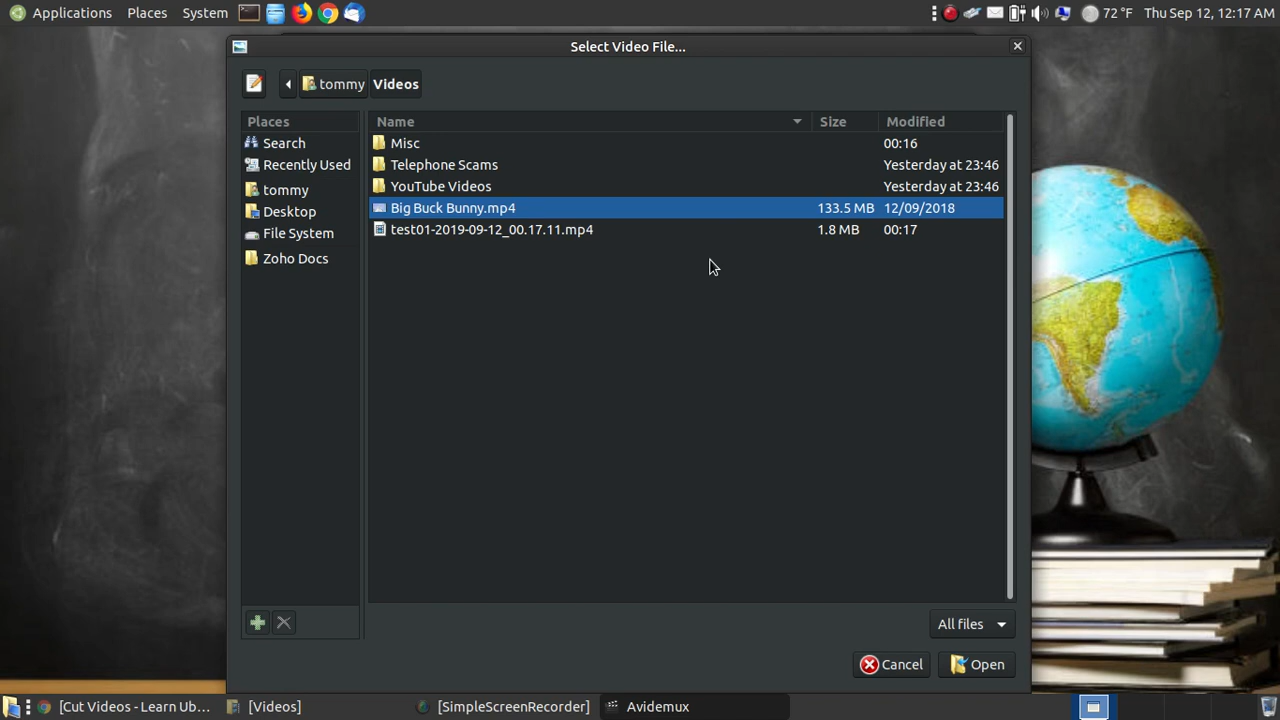 Applications Places System 72 °F Thu Sep 12, 12:17 AM
Select Video File...
tommy Videos
Places
Search
Recently Used
tommy
Desktop
File System
Zoho Docs
Name Size Modified
Misc 00:16
Telephone Scams Yesterday at 23:46
YouTube Videos Yesterday at 23:46
Big Buck Bunny.mp4 133.5 MB 12/09/2018
test01-2019-09-12_00.17.11.mp4 1.8 MB 00:17
All files
Cancel Open
[Cut Videos - Learn Ub... [Videos] [SimpleScreenRecorder] Avidemux